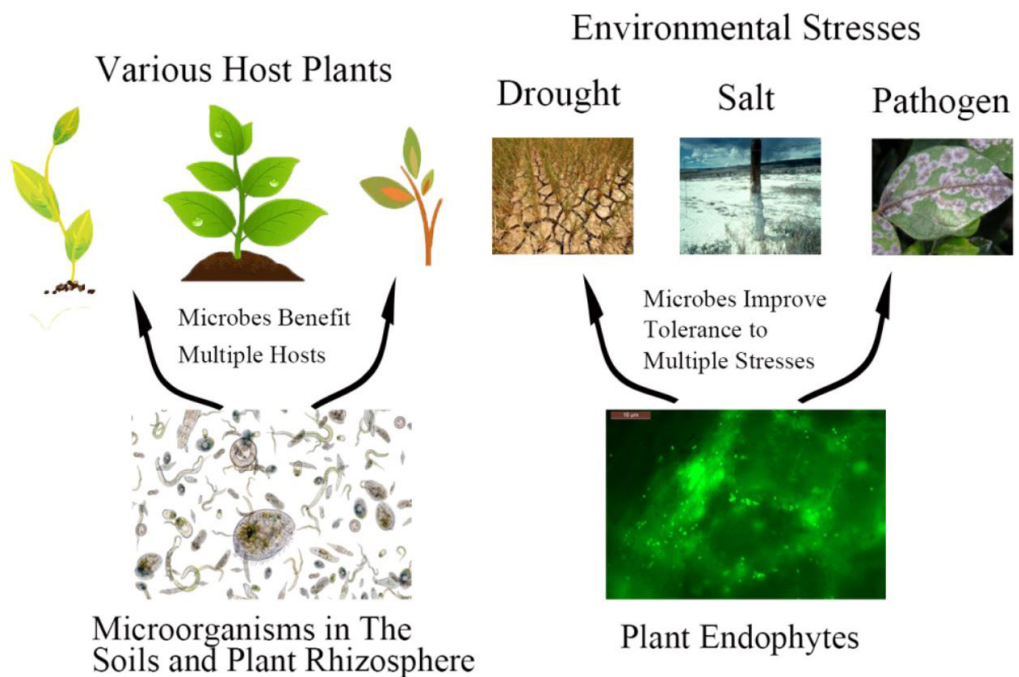 Various Host Plants
Microbes Benefit
Multiple Hosts
Microorganisms in The
Soils and Plant Rhizosphere
Environmental Stresses
Drought
Salt
Pathogen
Microbes Improve
Tolerance to
Multiple Stresses
10 µm
Plant Endophytes